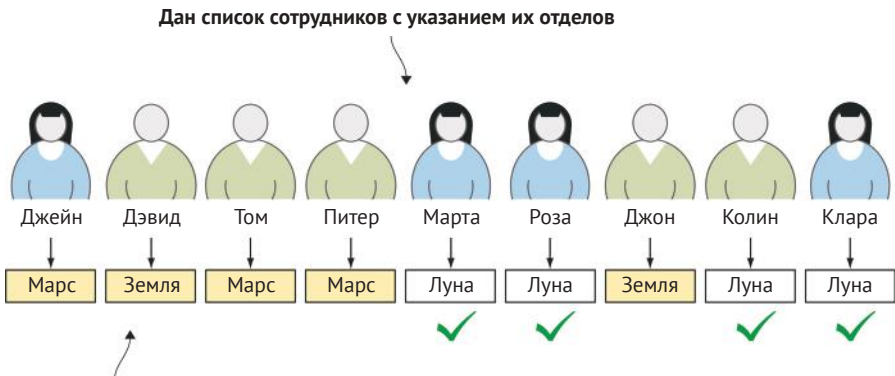 Дан список сотрудников с указанием их отделов
Джейн Дэвид Том Питер Марта Роза Джон Колин Клара
Марс Земля Марс Марс Луна Луна Земля Луна Луна